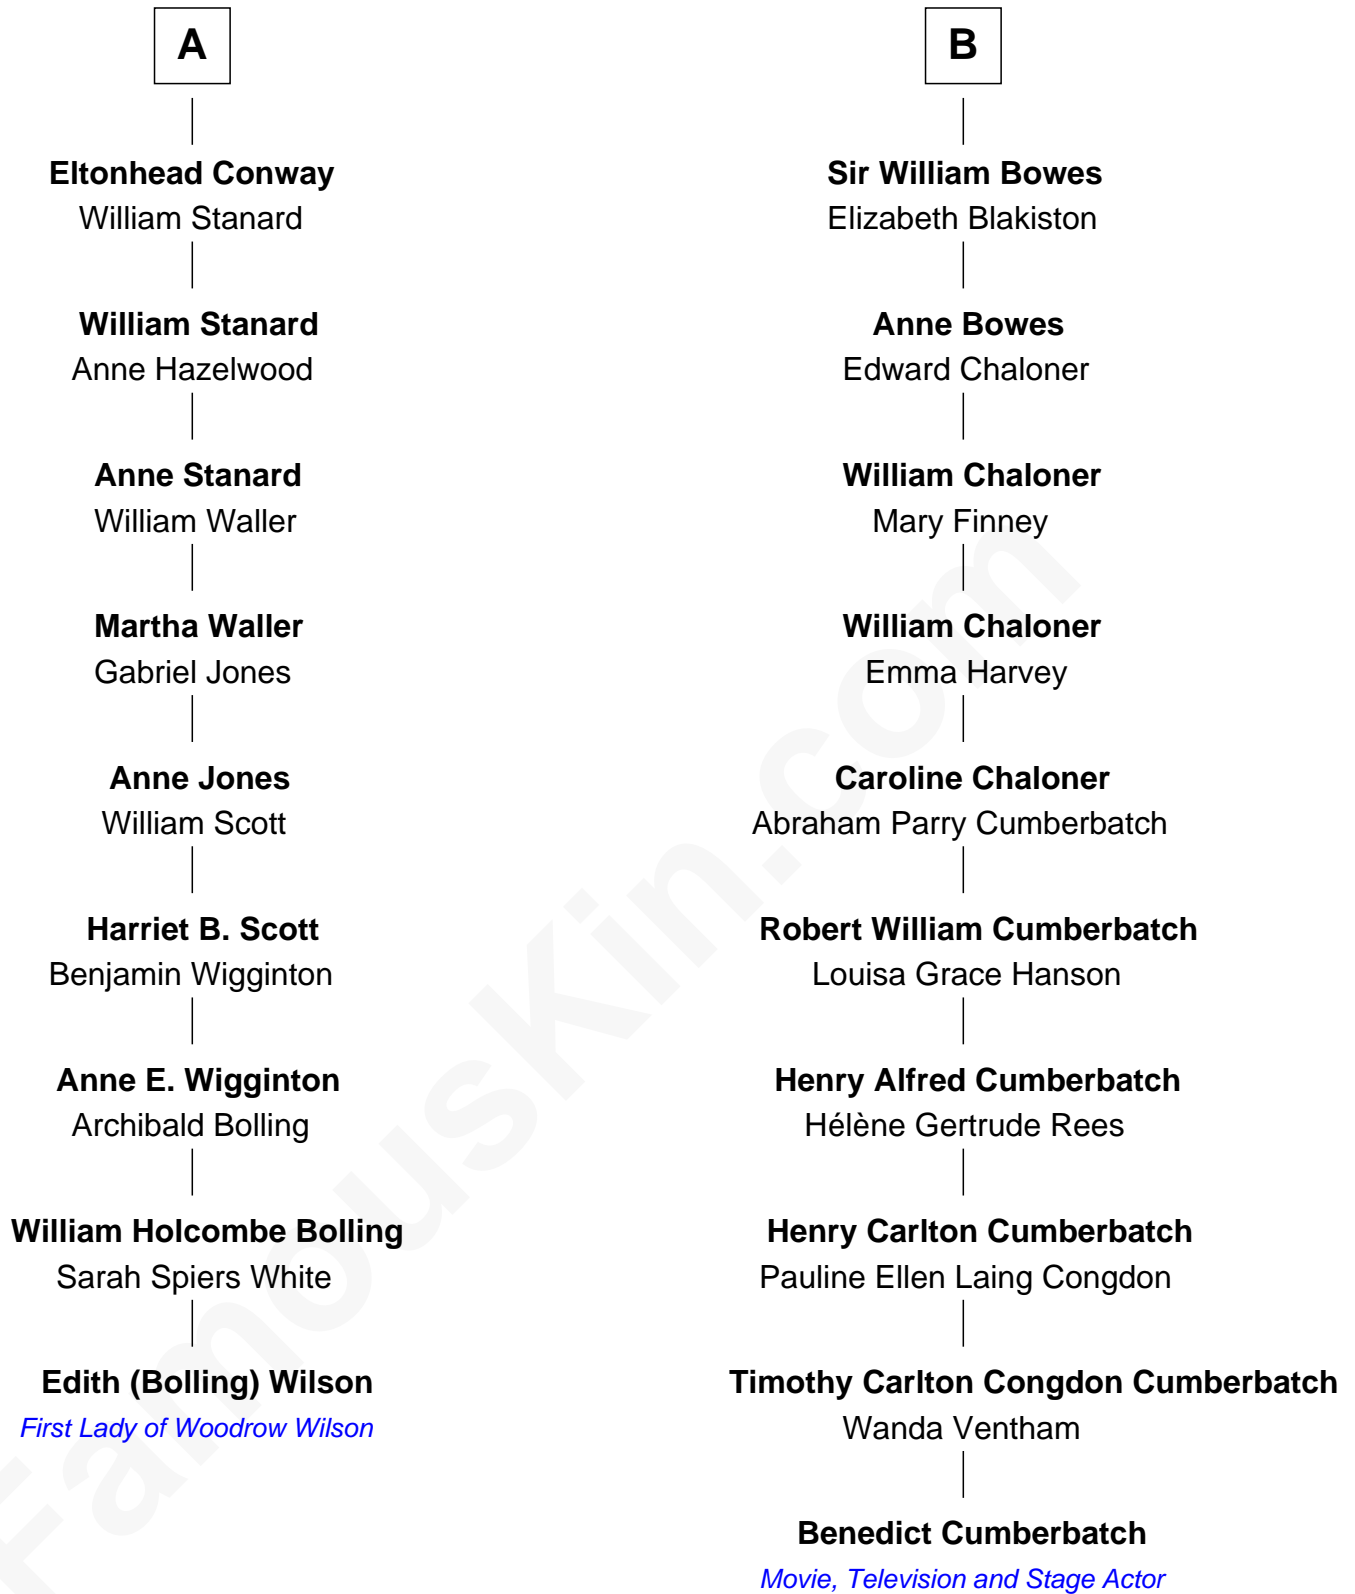 A
Eltonhead Conway
William Stanard
William Stanard
Anne Hazelwood
Anne Stanard
William Waller
Martha Waller
Gabriel Jones
Anne Jones
William Scott
Harriet B. Scott
Benjamin Wigginton
Anne E. Wigginton
Archibald Bolling
William Holcombe Bolling
Sarah Spiers White
Edith (Bolling) Wilson
First Lady of Woodrow Wilson
B
Sir William Bowes
Elizabeth Blakiston
Anne Bowes
Edward Chaloner
William Chaloner
Mary Finney
William Chaloner
Emma Harvey
Caroline Chaloner
Abraham Parry Cumberbatch
Robert William Cumberbatch
Louisa Grace Hanson
Henry Alfred Cumberbatch
Hélène Gertrude Rees
Henry Carlton Cumberbatch
Pauline Ellen Laing Congdon
Timothy Carlton Congdon Cumberbatch
Wanda Ventham
Benedict Cumberbatch
Movie, Television and Stage Actor
FamousKin.com